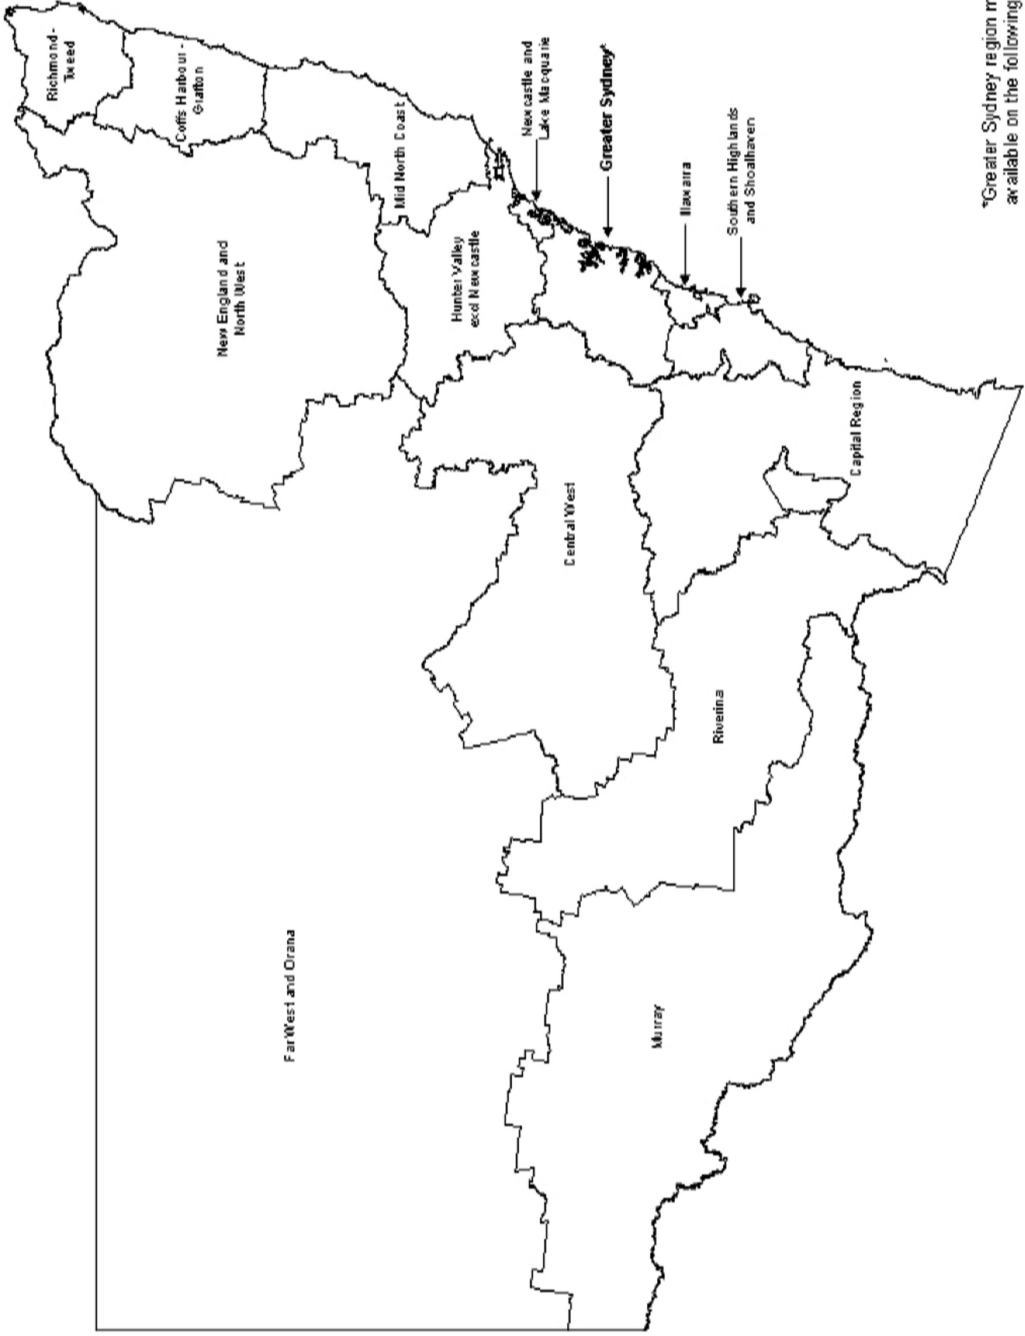 Richmond-
Tweed
Coffs Harbour -
Grafton
Mid North Coast
Newcastle and
Lake Macquarie
Greater Sydney*
Illawarra
Southern Highlands
and Shoalhaven
New England and
North West
Hunter Valley
excl Newcastle
Central West
Capital Region
Riverina
Far West and Orana
Murray
*Greater Sydney region m
available on the following